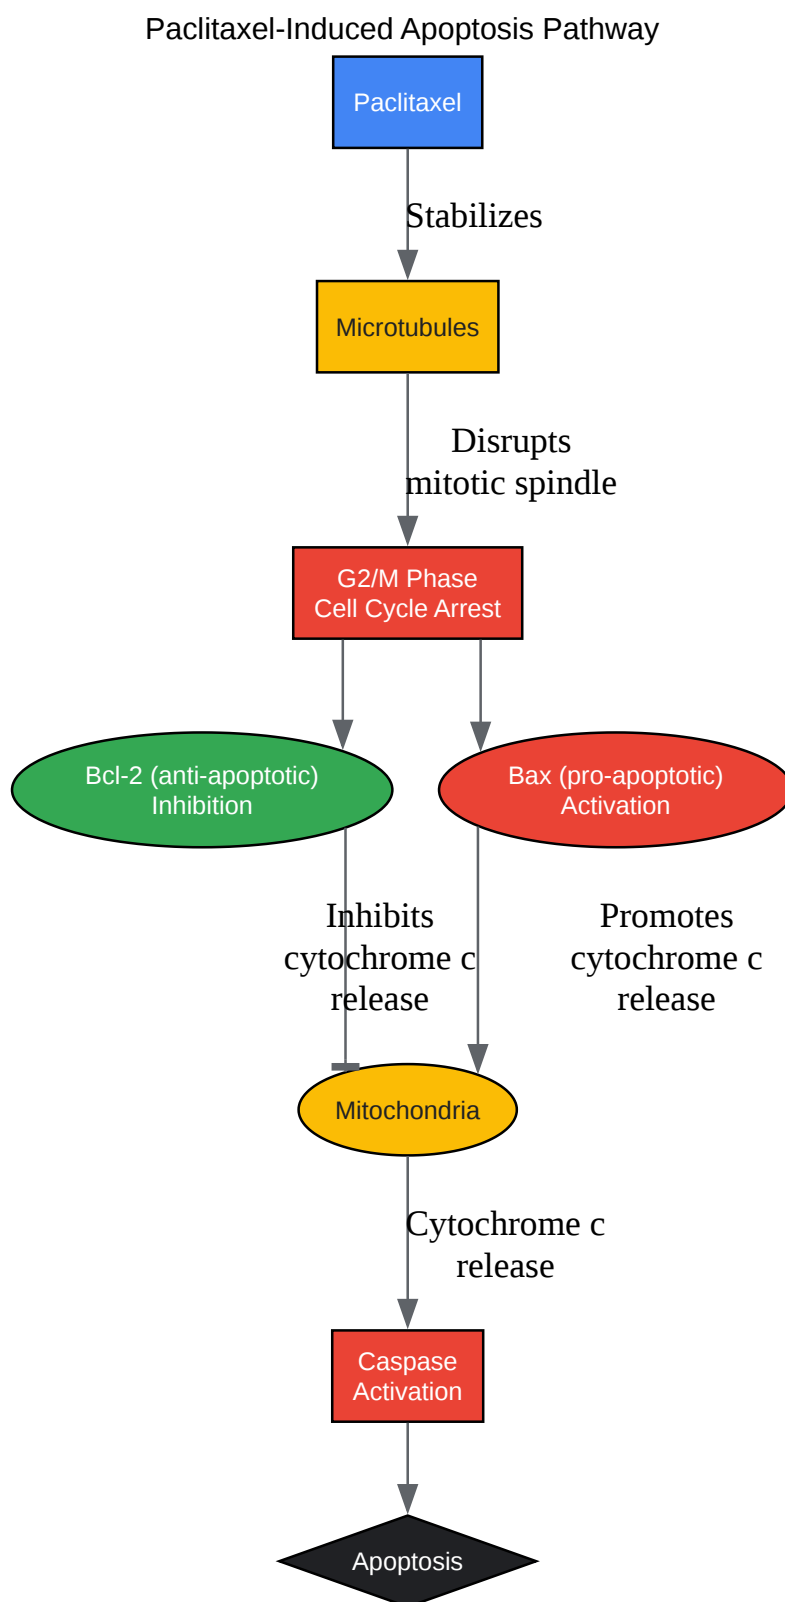 Paclitaxel-Induced Apoptosis Pathway
Paclitaxel
Stabilizes
Microtubules
Disrupts
mitotic spindle
G2/M Phase
Cell Cycle Arrest
Bcl-2 (anti-apoptotic)
Inhibition
Bax (pro-apoptotic)
Activation
Inhibits
cytochrome c
release
Promotes
cytochrome c
release
Mitochondria
Cytochrome c
release
Caspase
Activation
Apoptosis